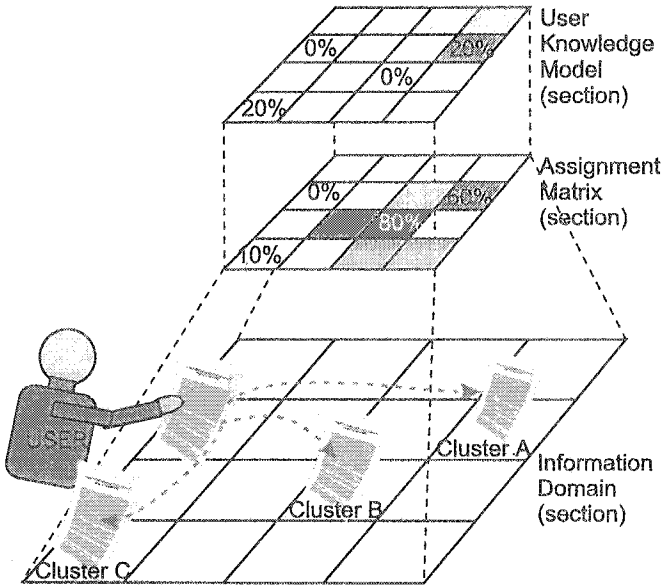 User
Knowledge
Model
(section)
0%
20%
0%
20%
Assignment
Matrix
(section)
0%
60%
80%
10%
USER
Cluster A
Cluster B
Cluster C
Information
Domain
(section)